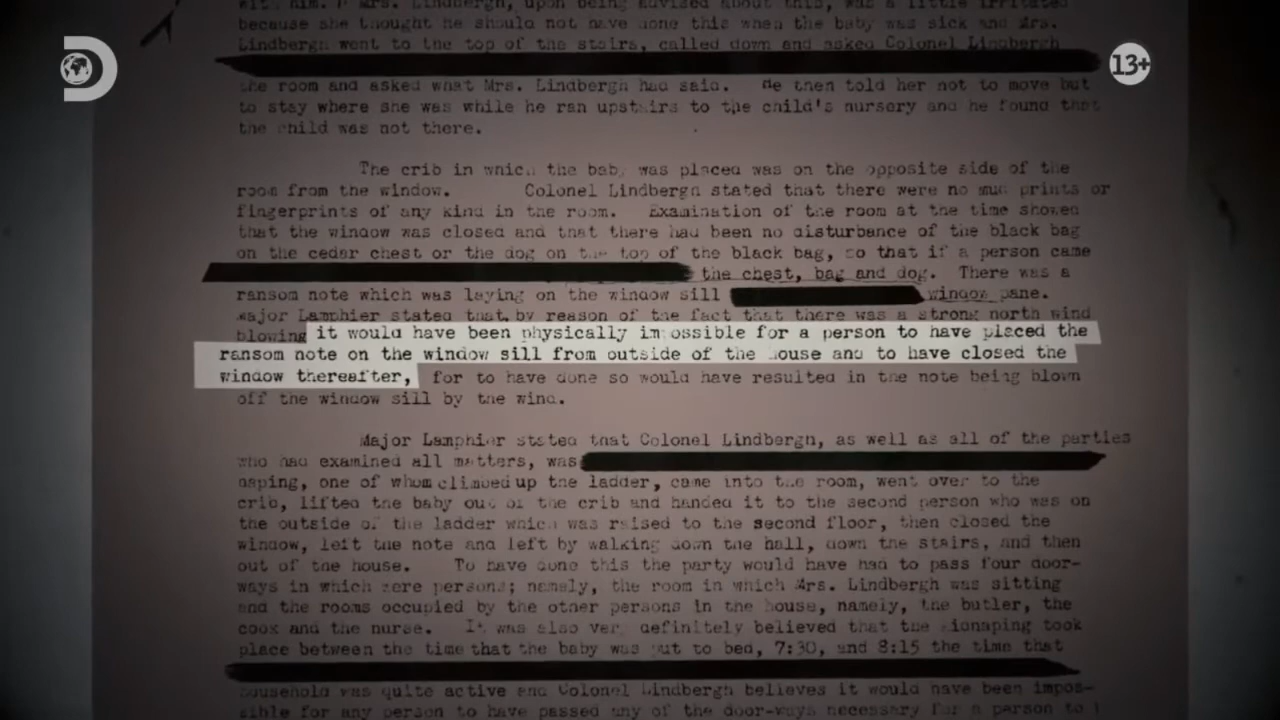 with him. Mrs. Lindbergh, upon being advised about this, was a little irritated
because she thought he should not have done this when the baby was sick and Mrs.
Lindbergh went to the top of the stairs, called down and asked Colonel Lindbergh
13+
the room and asked what Mrs. Lindbergh had said. He then told her not to move but
to stay where she was while he ran upstairs to the child's nursery and he found that
the child was not there.
The crib in which the baby was placed was on the opposite side of the
room from the window. Colonel Lindbergh stated that there were no mud prints or
fingerprints of any kind in the room. Examination of the room at the time showed
that the window was closed and that there had been no disturbance of the black bag
on the cedar chest or the dog on the top of the black bag, so that if a person came
the chest, bag and dog. There was a
ransom note which was laying on the window sill window pane.
Major Lamphier stated that by reason of the fact that there was a strong north wind
blowing it would have been physically impossible for a person to have placed the
ransom note on the window sill from outside of the house and to have closed the
window thereafter, for to have done so would have resulted in the note being blown
off the window sill by the wind.
Major Lamphier stated that Colonel Lindbergh, as well as all of the parties
who had examined all matters, was
naping, one of whom climbed up the ladder, came into the room, went over to the
crib, lifted the baby out of the crib and handed it to the second person who was on
the outside of the ladder which was raised to the second floor, then closed the
window, left the note and left by walking down the hall, down the stairs, and then
out of the house. To have done this the party would have had to pass four door-
ways in which were persons; namely, the room in which Mrs. Lindbergh was sitting
and the rooms occupied by the other persons in the house, namely, the butler, the
cook and the nurse. It was also very definitely believed that the kidnaping took
place between the time that the baby was put to bed, 7:30, and 8:15 the time that
household was quite active and Colonel Lindbergh believes it would have been impos-
sible for any person to have passed any of the door-ways necessary for a person to